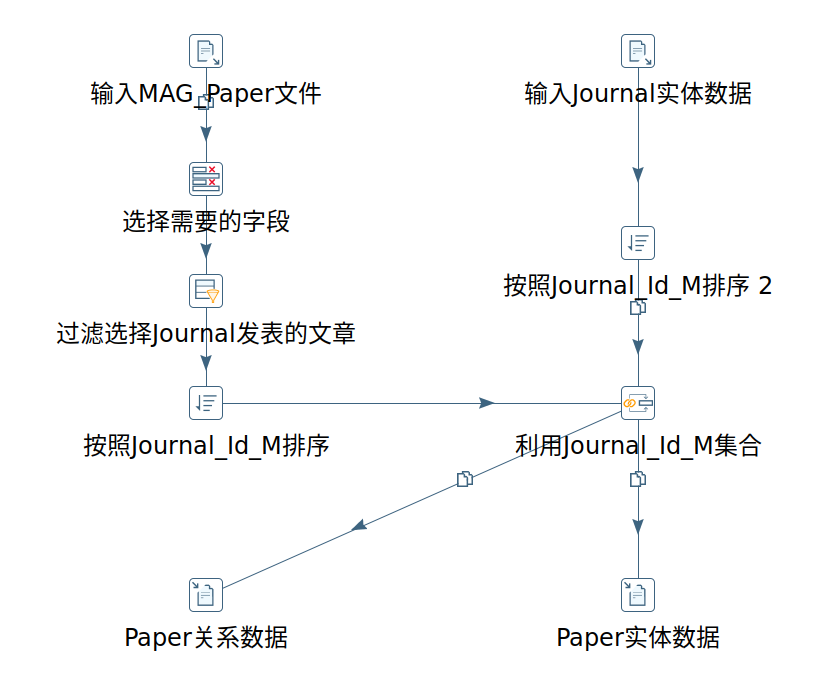 输入MAG_Paper文件
输入Journal实体数据
选择需要的字段
按照Journal_Id_M排序 2
过滤选择Journal发表的文章
按照Journal_Id_M排序
利用Journal_Id_M集合
Paper关系数据
Paper实体数据